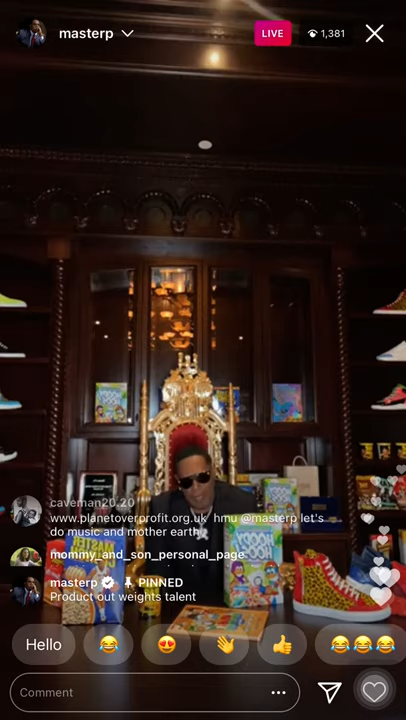 masterp
LIVE
1,381
caveman20.20
www.planetoverprofit.org.uk hmu @masterp let's
do music and mother earth
mommy_and_son_personal_page.
masterp PINNED
Product out weights talent
Hello
Comment